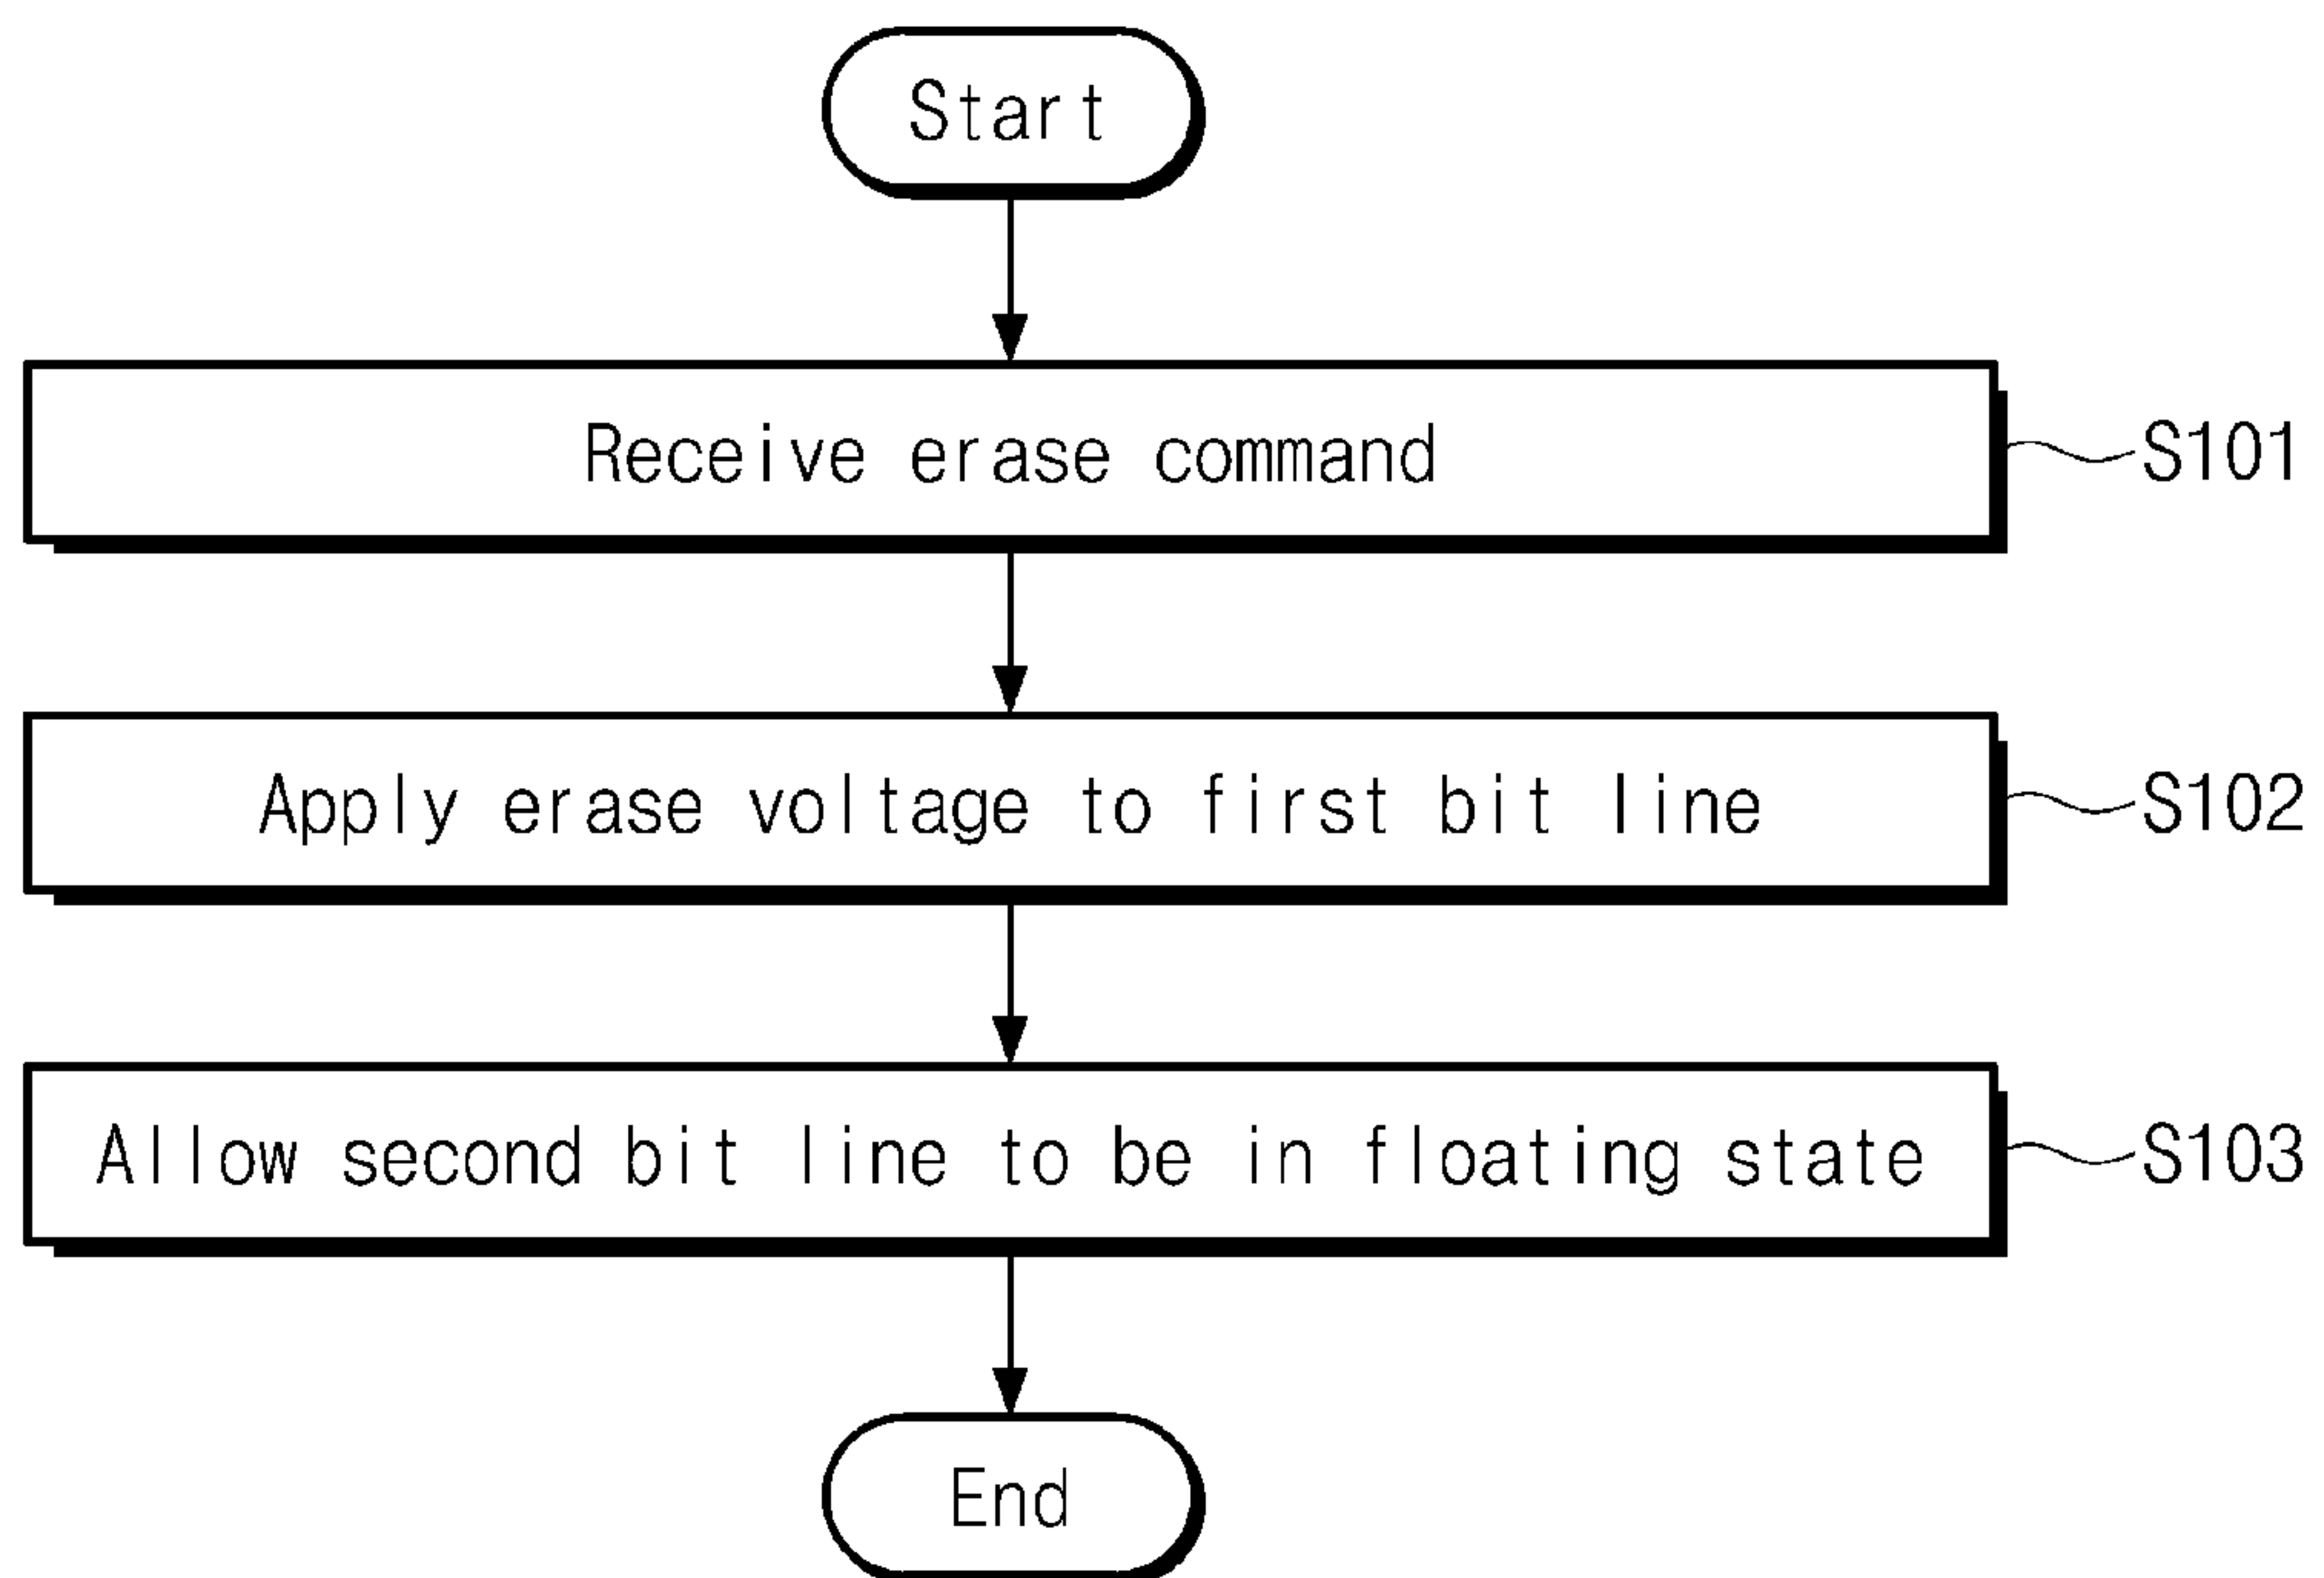 Start
Receive erase command
S101
Apply erase voltage to first bit line
S102
Allow second bit line to be in floating state
S103
End